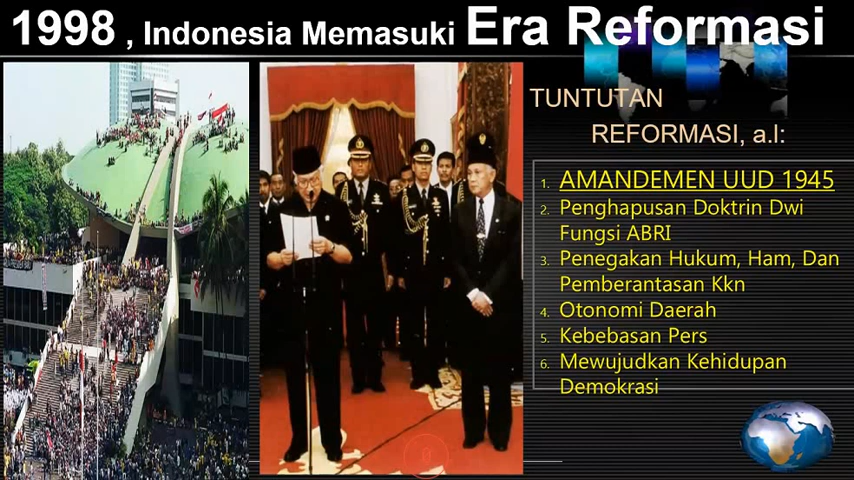 1998 , Indonesia Memasuki Era Reformasi
TUNTUTAN
REFORMASI, a.l:
1. AMANDEMEN UUD 1945
2. Penghapusan Doktrin Dwi
Fungsi ABRI
3. Penegakan Hukum, Ham, Dan
Pemberantasan Kkn
4. Otonomi Daerah
5. Kebebasan Pers
6. Mewujudkan Kehidupan
Demokrasi